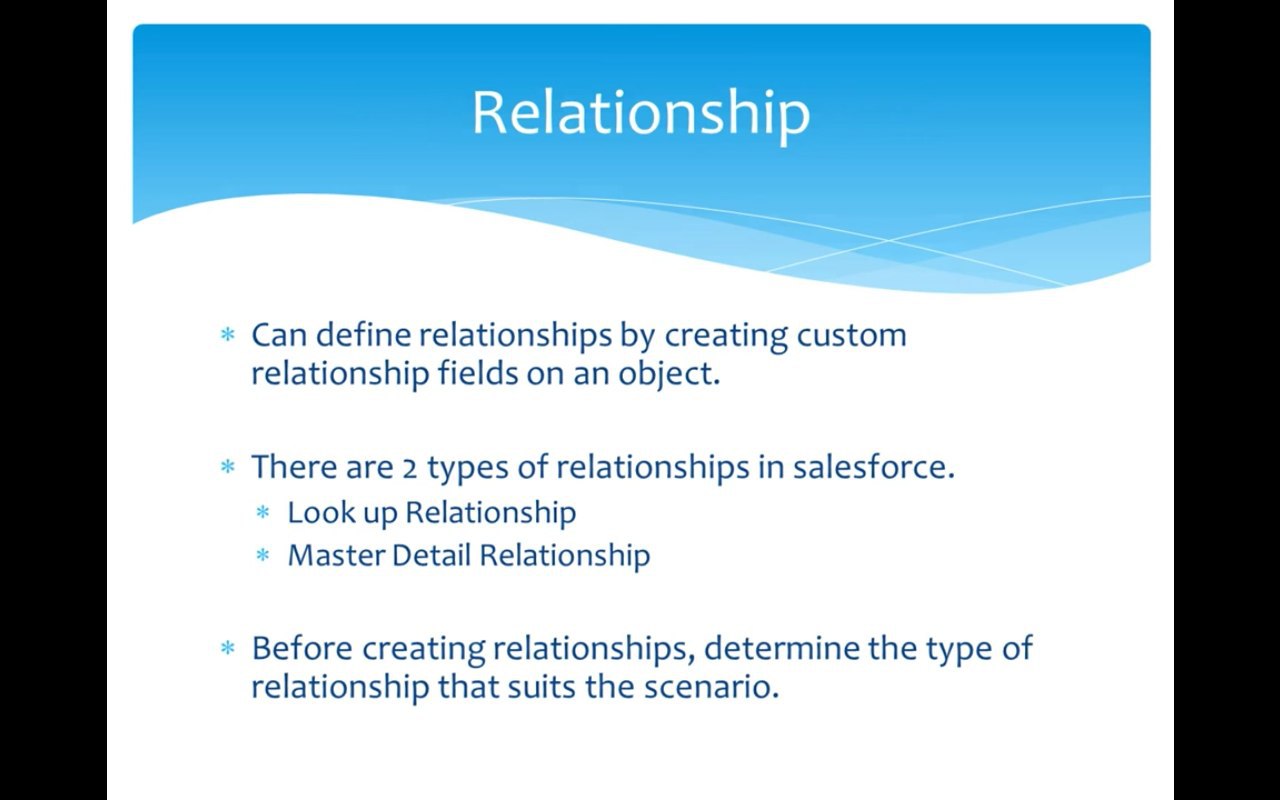 Relationship
* Can define relationships by creating custom
relationship fields on an object.
* There are 2 types of relationships in salesforce.
* Look up Relationship
* Master Detail Relationship
* Before creating relationships, determine the type of
relationship that suits the scenario.